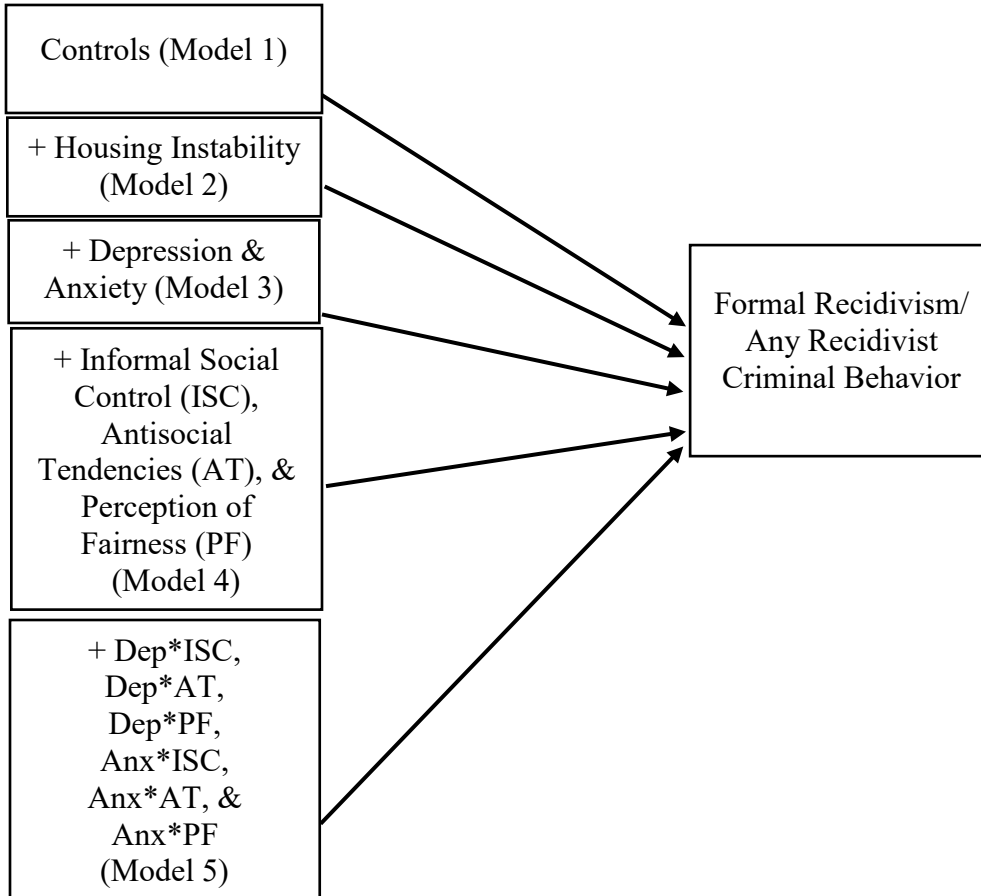 Controls (Model 1)
+ Housing Instability
(Model 2)
+ Depression &
Anxiety (Model 3)
+ Informal Social
Control (ISC),
Antisocial
Tendencies (AT), &
Perception of
Fairness (PF)
(Model 4)
+ Dep*ISC,
Dep*AT,
Dep*PF,
Anx*ISC,
Anx*AT, &
Anx*PF
(Model 5)
Formal Recidivism/
Any Recidivist
Criminal Behavior